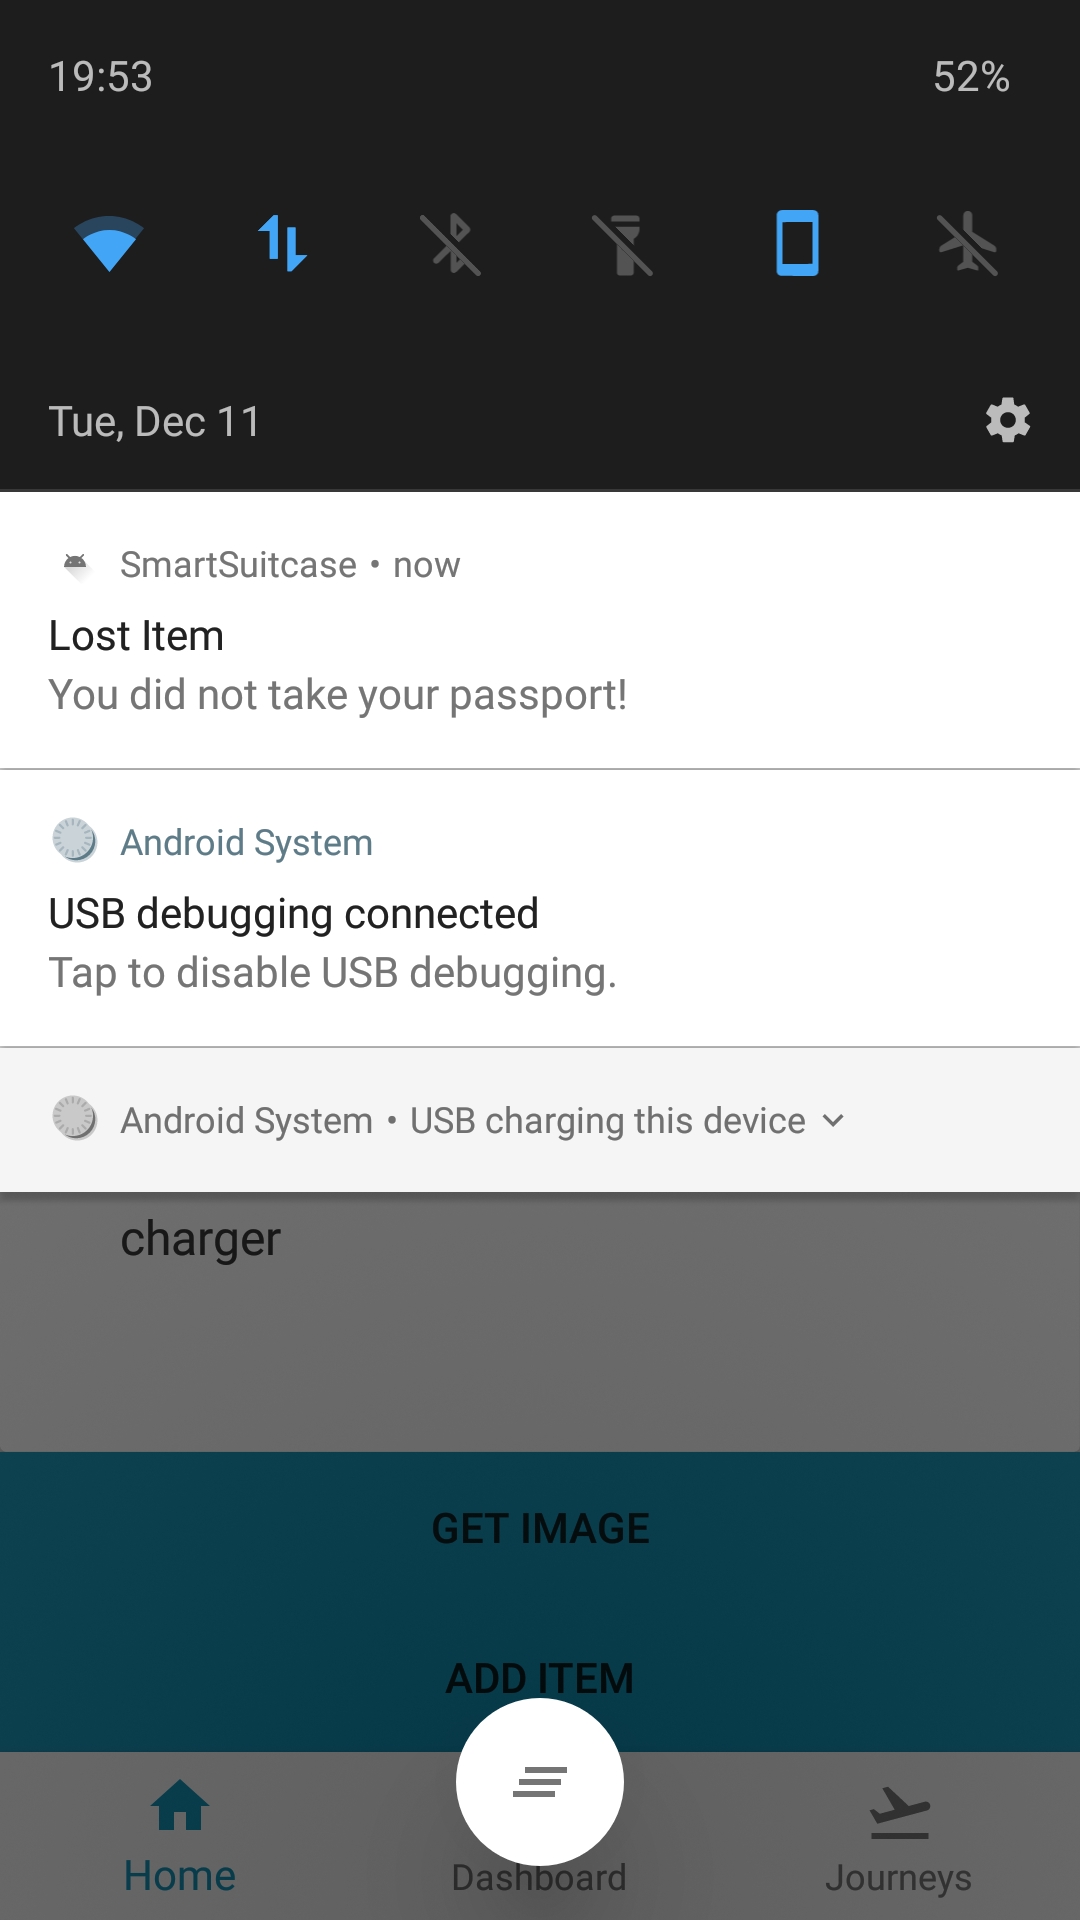 19:53 52%
Tue, Dec 11
SmartSuitcase • now
Lost Item
You did not take your passport!
Android System
USB debugging connected
Tap to disable USB debugging.
Android System • USB charging this device
charger
GET IMAGE
ADD ITEM
Home Dashboard Journeys